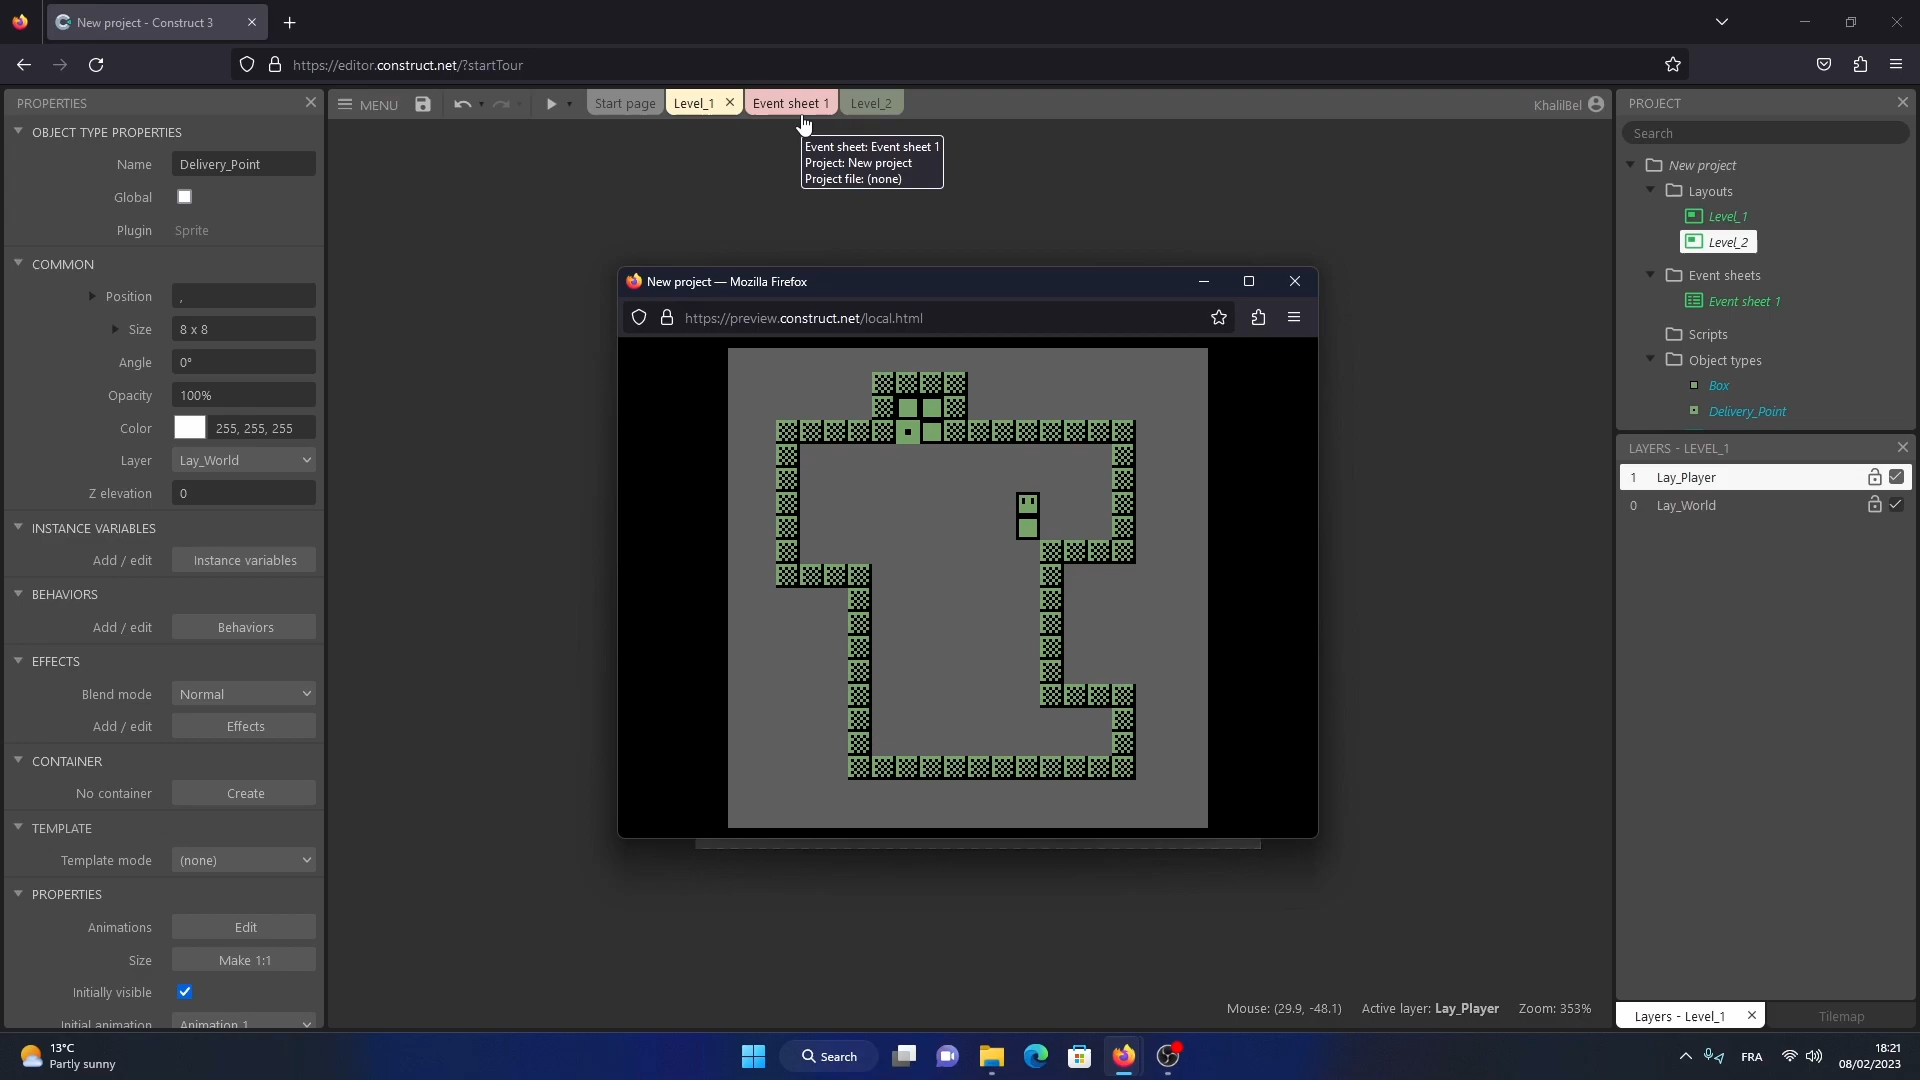 New project - Construct 3
https://editor.construct.net/?startTour
PROPERTIES
MENU
Start page
Level_1
Event sheet 1
Level_2
KhalilBel
PROJECT
OBJECT TYPE PROPERTIES
Name
Delivery_Point
Global
Plugin
Sprite
COMMON
Position
,
Size
8 x 8
Angle
0°
Opacity
100%
Color
255, 255, 255
Layer
Lay_World
Z elevation
0
INSTANCE VARIABLES
Add / edit
Instance variables
BEHAVIORS
Add / edit
Behaviors
EFFECTS
Blend mode
Normal
Add / edit
Effects
CONTAINER
No container
Create
TEMPLATE
Template mode
(none)
PROPERTIES
Animations
Edit
Size
Make 1:1
Initially visible
Initial animation
Animation 1
Event sheet: Event sheet 1
Project: New project
Project file: (none)
New project — Mozilla Firefox
https://preview.construct.net/local.html
Mouse: (29.9, -48.1)
Active layer: Lay_Player
Zoom: 353%
Search
New project
Layouts
Level_1
Level_2
Event sheets
Event sheet 1
Scripts
Object types
Box
Delivery_Point
LAYERS - LEVEL_1
1
Lay_Player
0
Lay_World
Layers - Level_1
Tilemap
13°C
Partly sunny
Search
FRA
18:21
08/02/2023